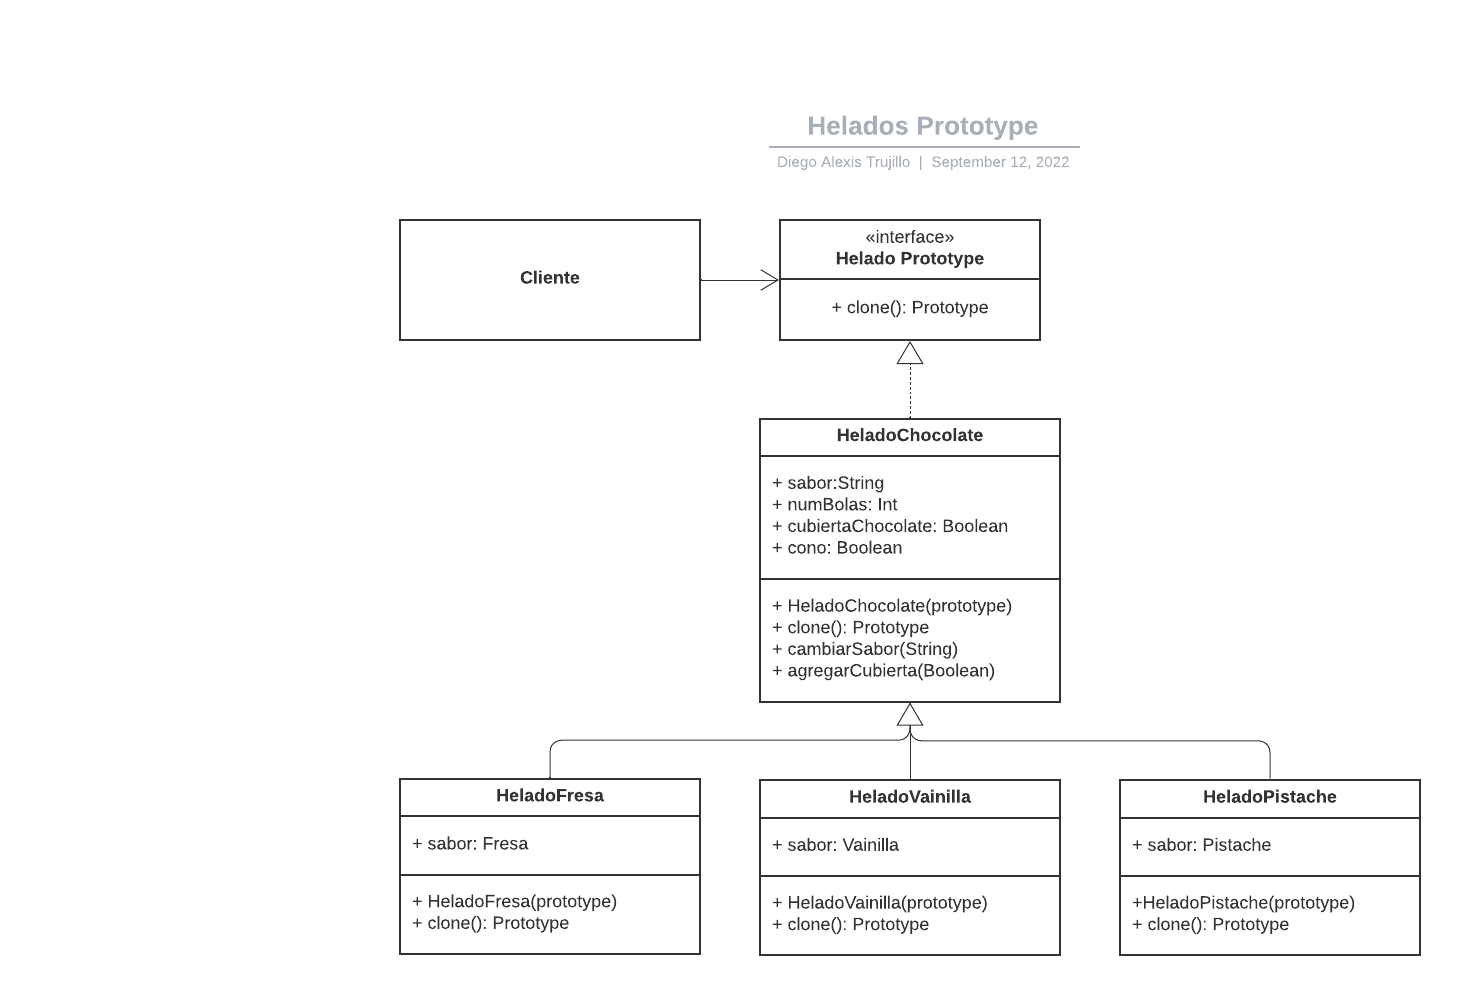 Helados Prototype
Diego Alexis Trujillo | September 12, 2022
Cliente
«interface»
Helado Prototype
+ clone(): Prototype
HeladoChocolate
+ sabor:String
+ numBolas: Int
+ cubiertaChocolate: Boolean
+ cono: Boolean
+ HeladoChocolate(prototype)
+ clone(): Prototype
+ cambiarSabor(String)
+ agregarCubierta(Boolean)
HeladoFresa
+ sabor: Fresa
+ HeladoFresa(prototype)
+ clone(): Prototype
HeladoVainilla
+ sabor: Vainilla
+ HeladoVainilla(prototype)
+ clone(): Prototype
HeladoPistache
+ sabor: Pistache
+HeladoPistache(prototype)
+ clone(): Prototype